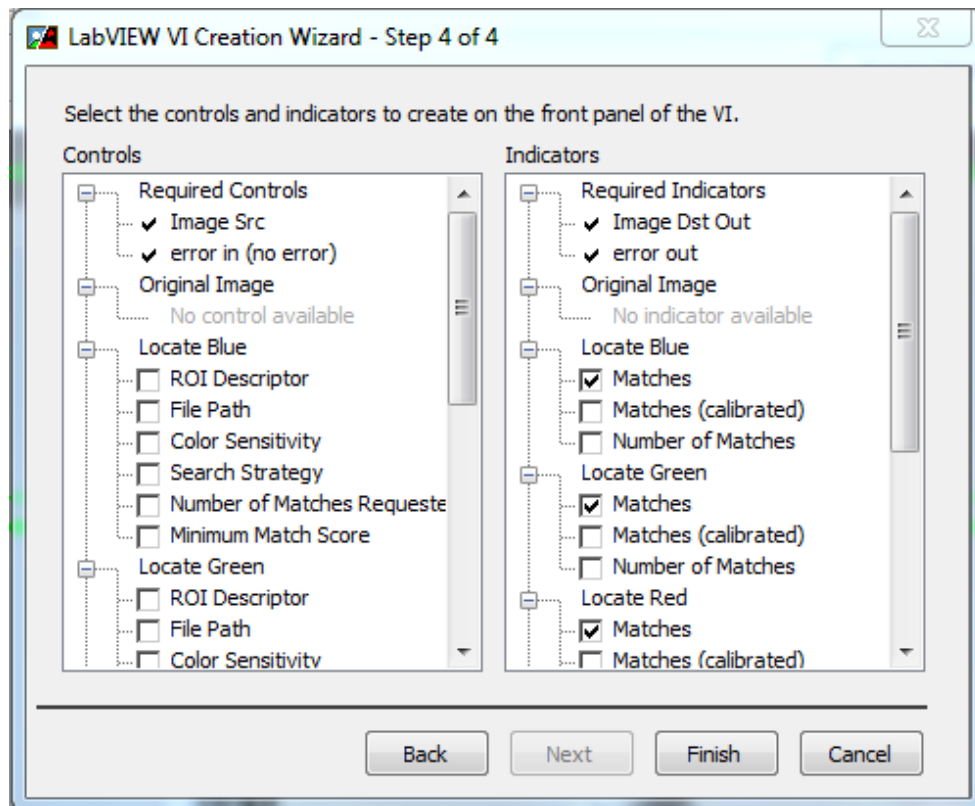 LabVIEW VI Creation Wizard - Step 4 of 4
Select the controls and indicators to create on the front panel of the VI.
Controls
Required Controls
Image Src
error in (no error)
Original Image
No control available
Locate Blue
ROI Descriptor
File Path
Color Sensitivity
Search Strategy
Number of Matches Requeste
Minimum Match Score
Locate Green
ROI Descriptor
File Path
Color Sensitivity
Indicators
Required Indicators
Image Dst Out
error out
Original Image
No indicator available
Locate Blue
Matches
Matches (calibrated)
Number of Matches
Locate Green
Matches
Matches (calibrated)
Number of Matches
Locate Red
Matches
Matches (calibrated)
Back
Next
Finish
Cancel